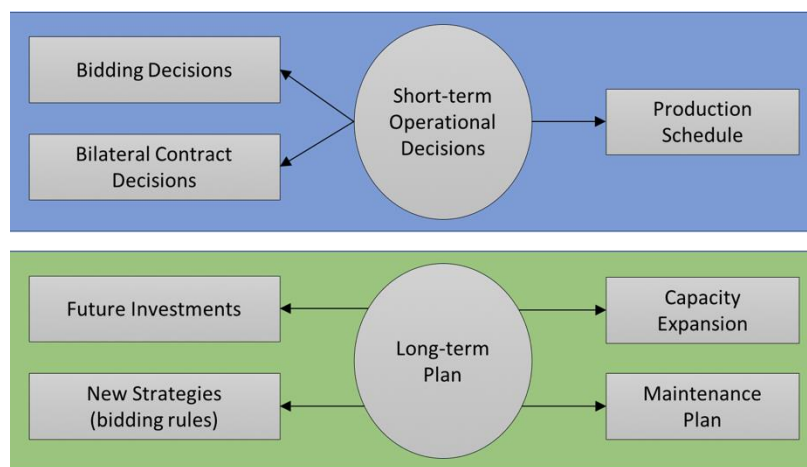 Bidding Decisions
Bilateral Contract
Decisions
Short-term
Operational
Decisions
Production
Schedule
Future Investments
New Strategies
(bidding rules)
Long-term
Plan
Capacity
Expansion
Maintenance
Plan